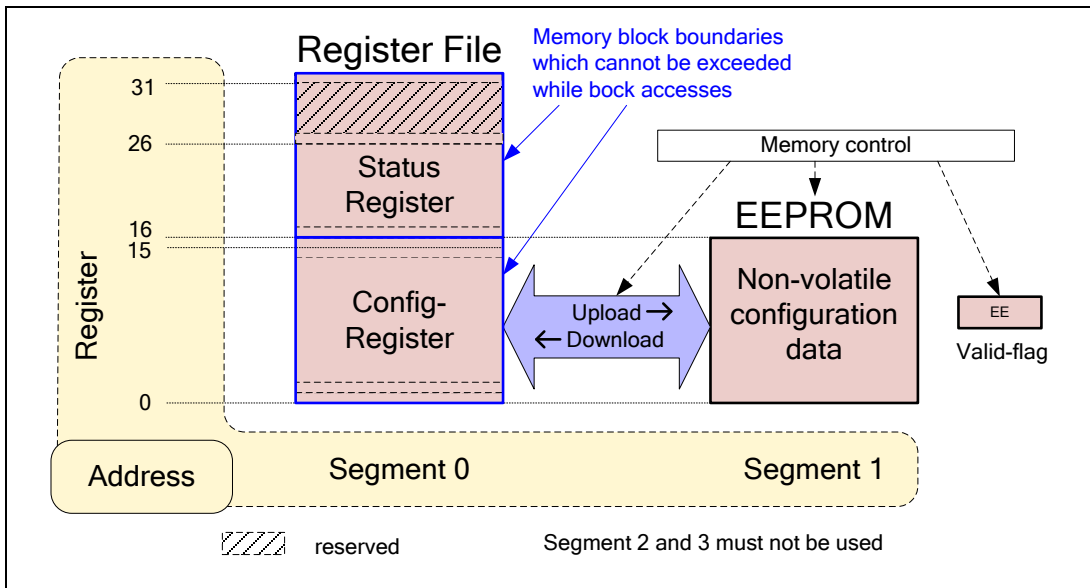 Register File
Memory block boundaries
which cannot be exceeded
while bock accesses
31
26
16
15
0
Register
Status
Register
Config-
Register
Memory control
EEPROM
Upload →
← Download
Non-volatile
configuration
data
EE
Valid-flag
Address
Segment 0
Segment 1
reserved
Segment 2 and 3 must not be used